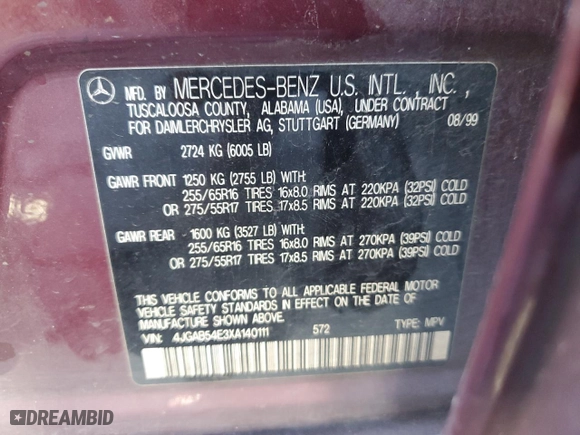 MFD. BY MERCEDES-BENZ U.S. INTL., INC.,
TUSCALOOSA COUNTY, ALABAMA (USA), UNDER CONTRACT
FOR DAIMLERCHRYSLER AG, STUTTGART (GERMANY) 08/99
GVWR 2724 KG (6005 LB)
GAWR FRONT 1250 KG (2755 LB) WITH:
255/65R16 TIRES 16x8.0 RIMS AT 220KPA (32PSI) COLD
OR 275/55R17 TIRES 17x8.5 RIMS AT 220KPA (32PSI) COLD
GAWR REAR 1600 KG (3527 LB) WITH:
255/65R16 TIRES 16x8.0 RIMS AT 270KPA (39PSI) COLD
OR 275/55R17 TIRES 17x8.5 RIMS AT 270KPA (39PSI) COLD
THIS VEHICLE CONFORMS TO ALL APPLICABLE FEDERAL MOTOR
VEHICLE SAFETY STANDARDS IN EFFECT ON THE DATE OF
MANUFACTURE SHOWN ABOVE.
VIN: 4JGAB54E3XA140111 572 TYPE: MPV
DREAMBID